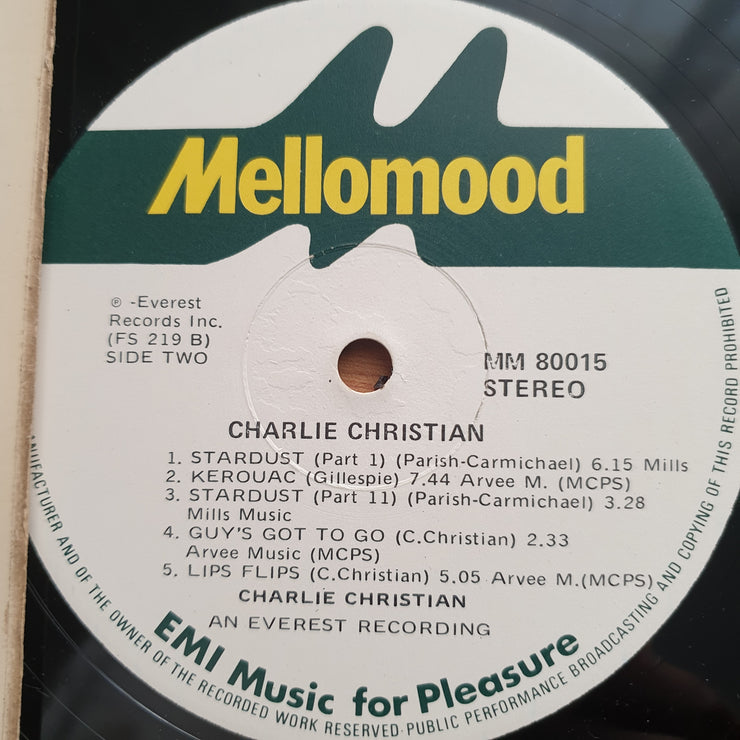 Mellomood
℗ -Everest
Records Inc.
(FS 219 B)
SIDE TWO
MM 80015
STEREO
CHARLIE CHRISTIAN
1. STARDUST (Part 1) (Parish-Carmichael) 6.15 Mills
2. KEROUAC (Gillespie) 7.44 Arvee M. (MCPS)
3. STARDUST (Part 11) (Parish-Carmichael) 3.28
Mills Music
4. GUY'S GOT TO GO (C.Christian) 2.33
Arvee Music (MCPS)
5. LIPS FLIPS (C.Christian) 5.05 Arvee M.(MCPS)
CHARLIE CHRISTIAN
AN EVEREST RECORDING
EMI Music for Pleasure
AND OF THE OWNER OF THE RECORDED WORK RESERVED·PUBLIC PERFORMANCE BROADCASTING AND COPYING OF THIS RECORD PROHIBITED